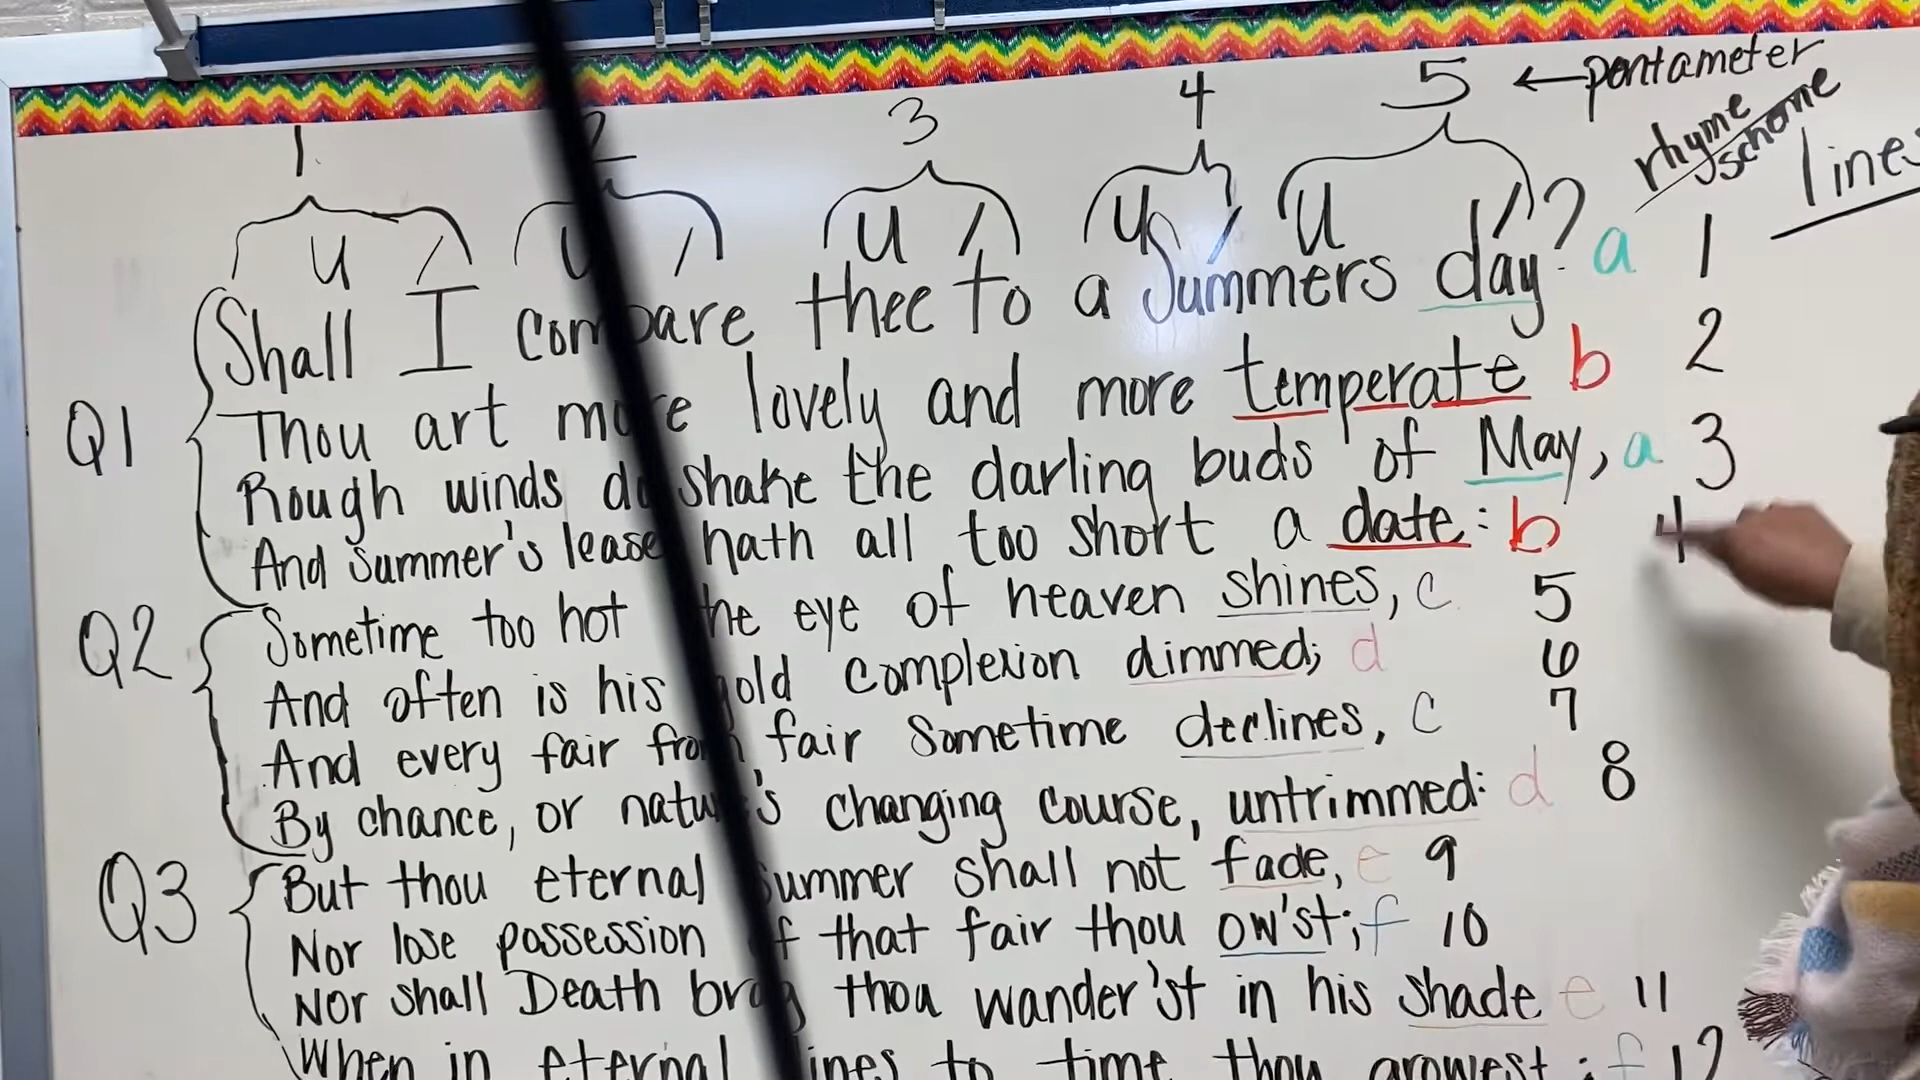 1 2 3 4 5 ← pentameter
rhyme scheme
lines
u / u / u / u / u /
Shall I compare thee to a Summers day? a 1
Thou art more lovely and more temperate b 2
Q1
Rough winds do shake the darling buds of May, a 3
And Summer's lease hath all too short a date: b 4
Q2
Sometime too hot the eye of heaven shines, c 5
And often is his gold complexion dimmed; d 6
And every fair from fair Sometime declines, c 7
By chance, or nature's changing course, untrimmed: d 8
Q3
But thou eternal Summer shall not fade, e 9
Nor lose possession of that fair thou ow'st; f 10
Nor shall Death brag thou wander'st in his shade e 11
When in eternal lines to time thou growest: f 12